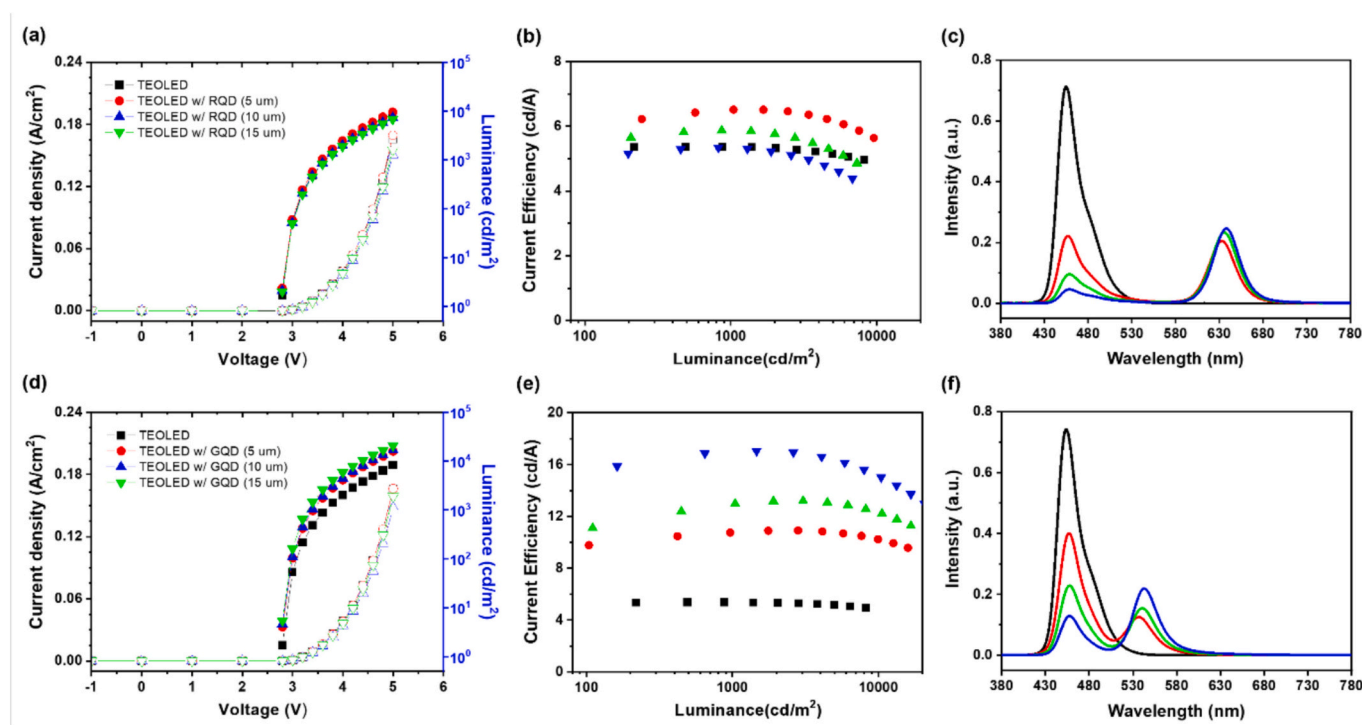 (a)
0.24
0.18
0.12
0.06
0.00
Current density (A/cm²)
TEOLED
TEOLED w/ RQD (5 um)
TEOLED w/ RQD (10 um)
TEOLED w/ RQD (15 um)
10⁵
10⁴
10³
10²
10¹
10⁰
Luminance (cd/m²)
-1 0 1 2 3 4 5 6
Voltage (V)
(b)
8
6
4
2
0
Current Efficiency (cd/A)
100 1000 10000
Luminance(cd/m²)
(c)
0.8
0.6
0.4
0.2
0.0
Intensity (a.u.)
380 430 480 530 580 630 680 730 780
Wavelength (nm)
(d)
0.24
0.18
0.12
0.06
0.00
Current density (A/cm²)
TEOLED
TEOLED w/ GQD (5 um)
TEOLED w/ GQD (10 um)
TEOLED w/ GQD (15 um)
10⁵
10⁴
10³
10²
10¹
10⁰
Luminance (cd/m²)
-1 0 1 2 3 4 5 6
Voltage (V)
(e)
20
16
12
8
4
0
Current Efficiency (cd/A)
100 1000 10000
Luminance(cd/m²)
(f)
0.8
0.6
0.4
0.2
0.0
Intensity (a.u.)
380 430 480 530 580 630 680 730 780
Wavelength (nm)